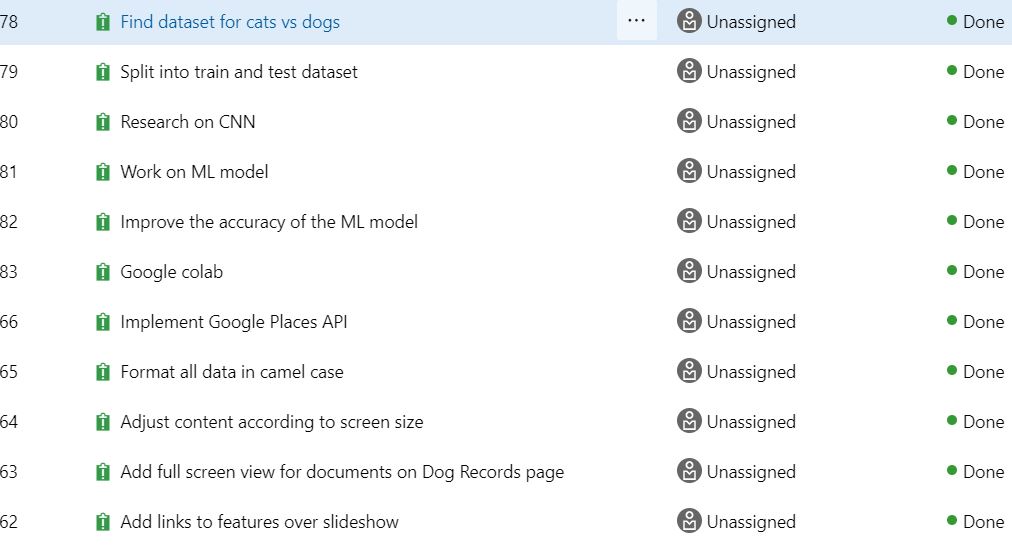 78 Find dataset for cats vs dogs ... Unassigned Done
79 Split into train and test dataset Unassigned Done
80 Research on CNN Unassigned Done
81 Work on ML model Unassigned Done
82 Improve the accuracy of the ML model Unassigned Done
83 Google colab Unassigned Done
66 Implement Google Places API Unassigned Done
65 Format all data in camel case Unassigned Done
64 Adjust content according to screen size Unassigned Done
63 Add full screen view for documents on Dog Records page Unassigned Done
62 Add links to features over slideshow Unassigned Done